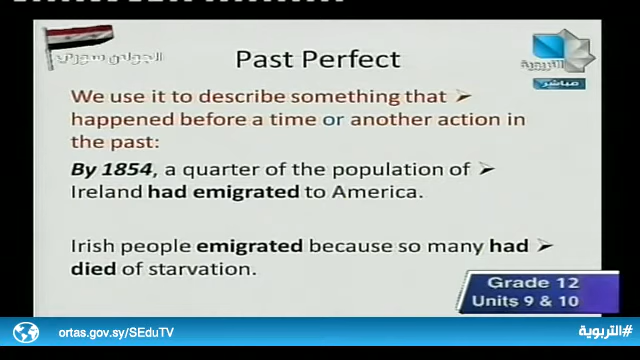 الجولان سوري
Past Perfect
التربوية
مباشر
We use it to describe something that ➢
happened before a time or another action in
the past:
By 1854, a quarter of the population of ➢
Ireland had emigrated to America.
Irish people emigrated because so many had ➢
died of starvation.
Grade 12
Units 9 & 10
ortas.gov.sy/SEduTV
#التربوية